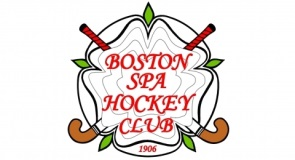 BOSTON
SPA
HOCKEY
CLUB
1906